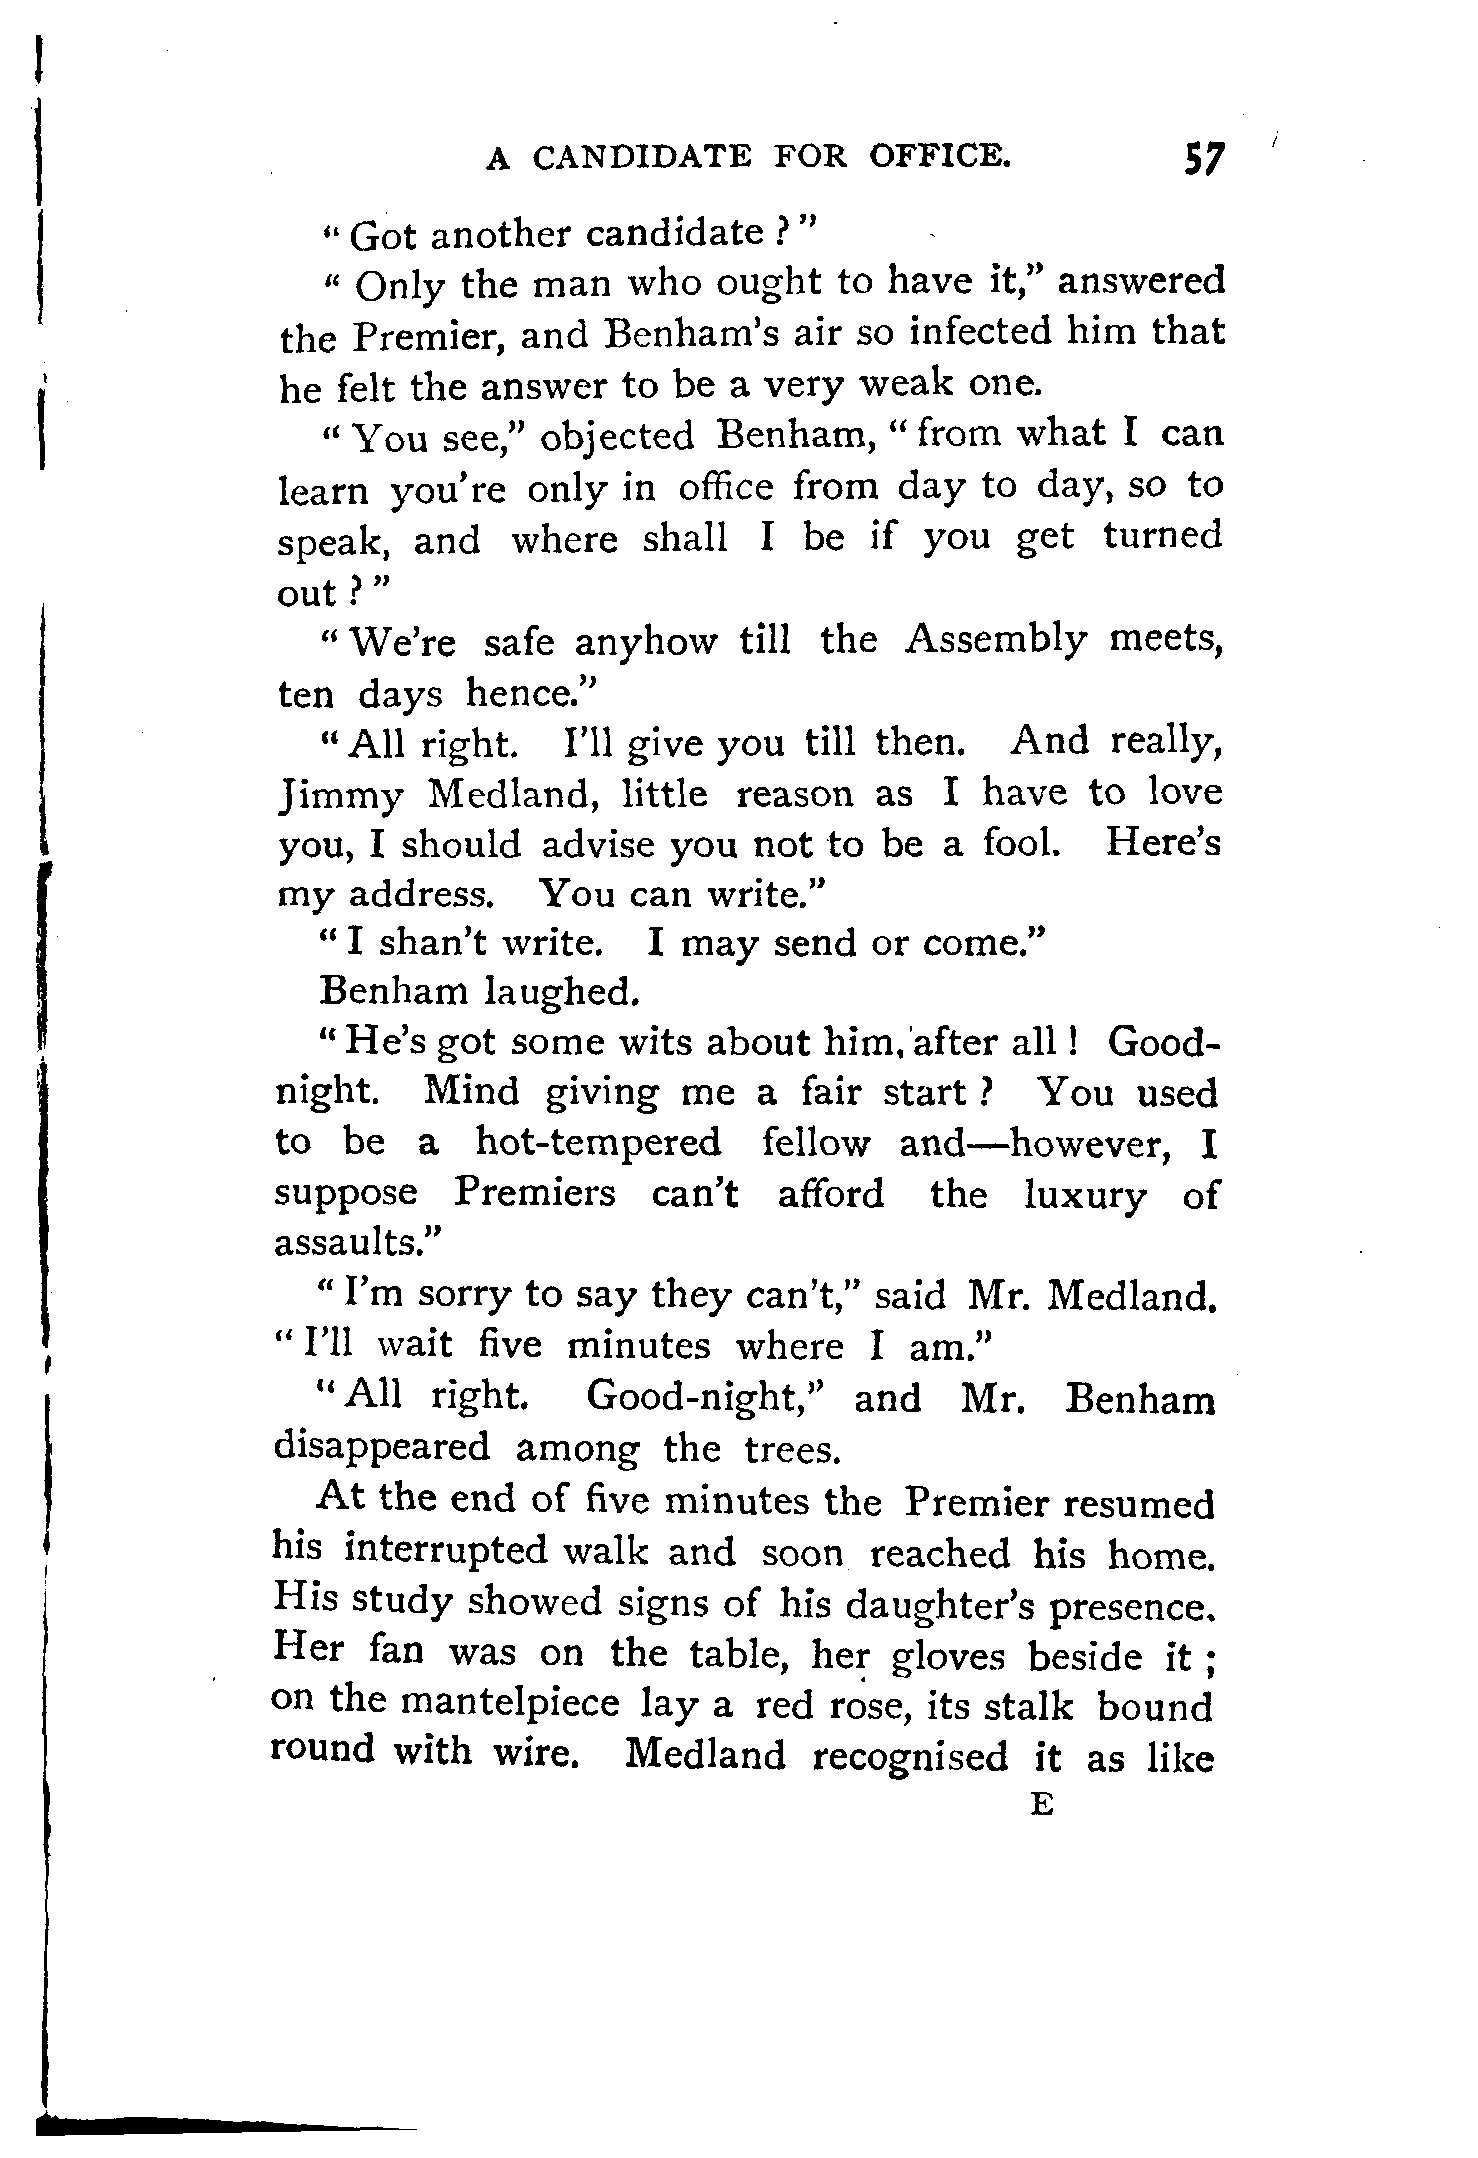 A CANDIDATE FOR OFFICE. 57
“ Got another candidate ? ”
“ Only the man who ought to have it,” answered
the Premier, and Benham’s air so infected him that
he felt the answer to be a very weak one.
“ You see,” objected Benham, “ from what I can
learn you’re only in office from day to day, so to
speak, and where shall I be if you get turned
out ? ”
“ We’re safe anyhow till the Assembly meets,
ten days hence.”
“ All right. I’ll give you till then. And really,
Jimmy Medland, little reason as I have to love
you, I should advise you not to be a fool. Here’s
my address. You can write.”
“ I shan’t write. I may send or come.”
Benham laughed.
“ He’s got some wits about him, after all ! Good-
night. Mind giving me a fair start ? You used
to be a hot-tempered fellow and—however, I
suppose Premiers can’t afford the luxury of
assaults.”
“ I’m sorry to say they can’t,” said Mr. Medland.
“ I’ll wait five minutes where I am.”
“ All right. Good-night,” and Mr. Benham
disappeared among the trees.
At the end of five minutes the Premier resumed
his interrupted walk and soon reached his home.
His study showed signs of his daughter’s presence.
Her fan was on the table, her gloves beside it ;
on the mantelpiece lay a red rose, its stalk bound
round with wire. Medland recognised it as like
E